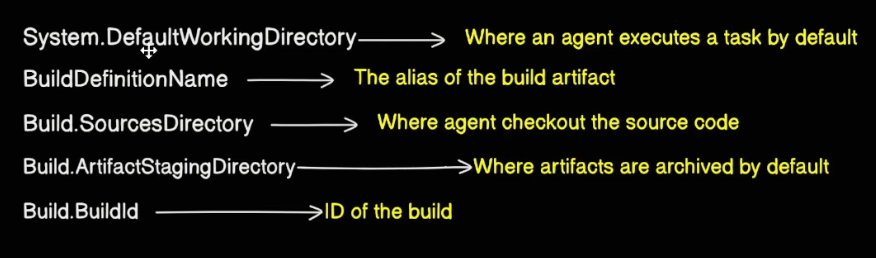 System.DefaultWorkingDirectory Where an agent executes a task by default
BuildDefinitionName The alias of the build artifact
Build.SourcesDirectory Where agent checkout the source code
Build.ArtifactStagingDirectory Where artifacts are archived by default
Build.BuildId ID of the build